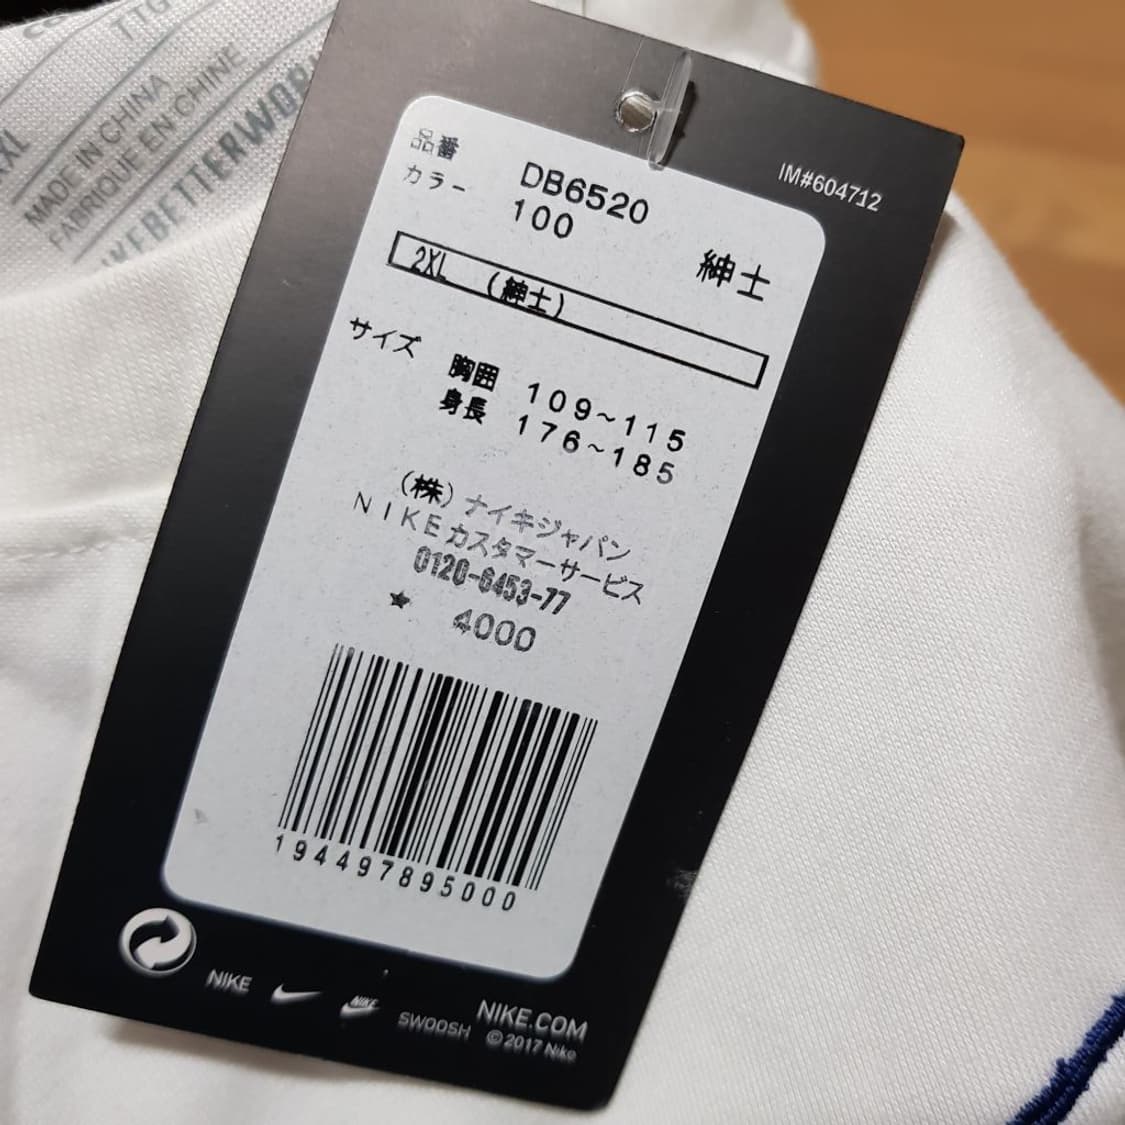 MADE IN CHINA
FABRIQUÉ EN CHINE
IM#604712
品番 DB6520
カラー 100
紳士
2XL (紳士)
サイズ
胸囲 109~115
身長 176~185
(株)ナイキジャパン
NIKEカスタマーサービス
0120-6453-77
★ 4000
194497895000
NIKE
NIKE
SWOOSH
NIKE.COM
© 2017 Nike